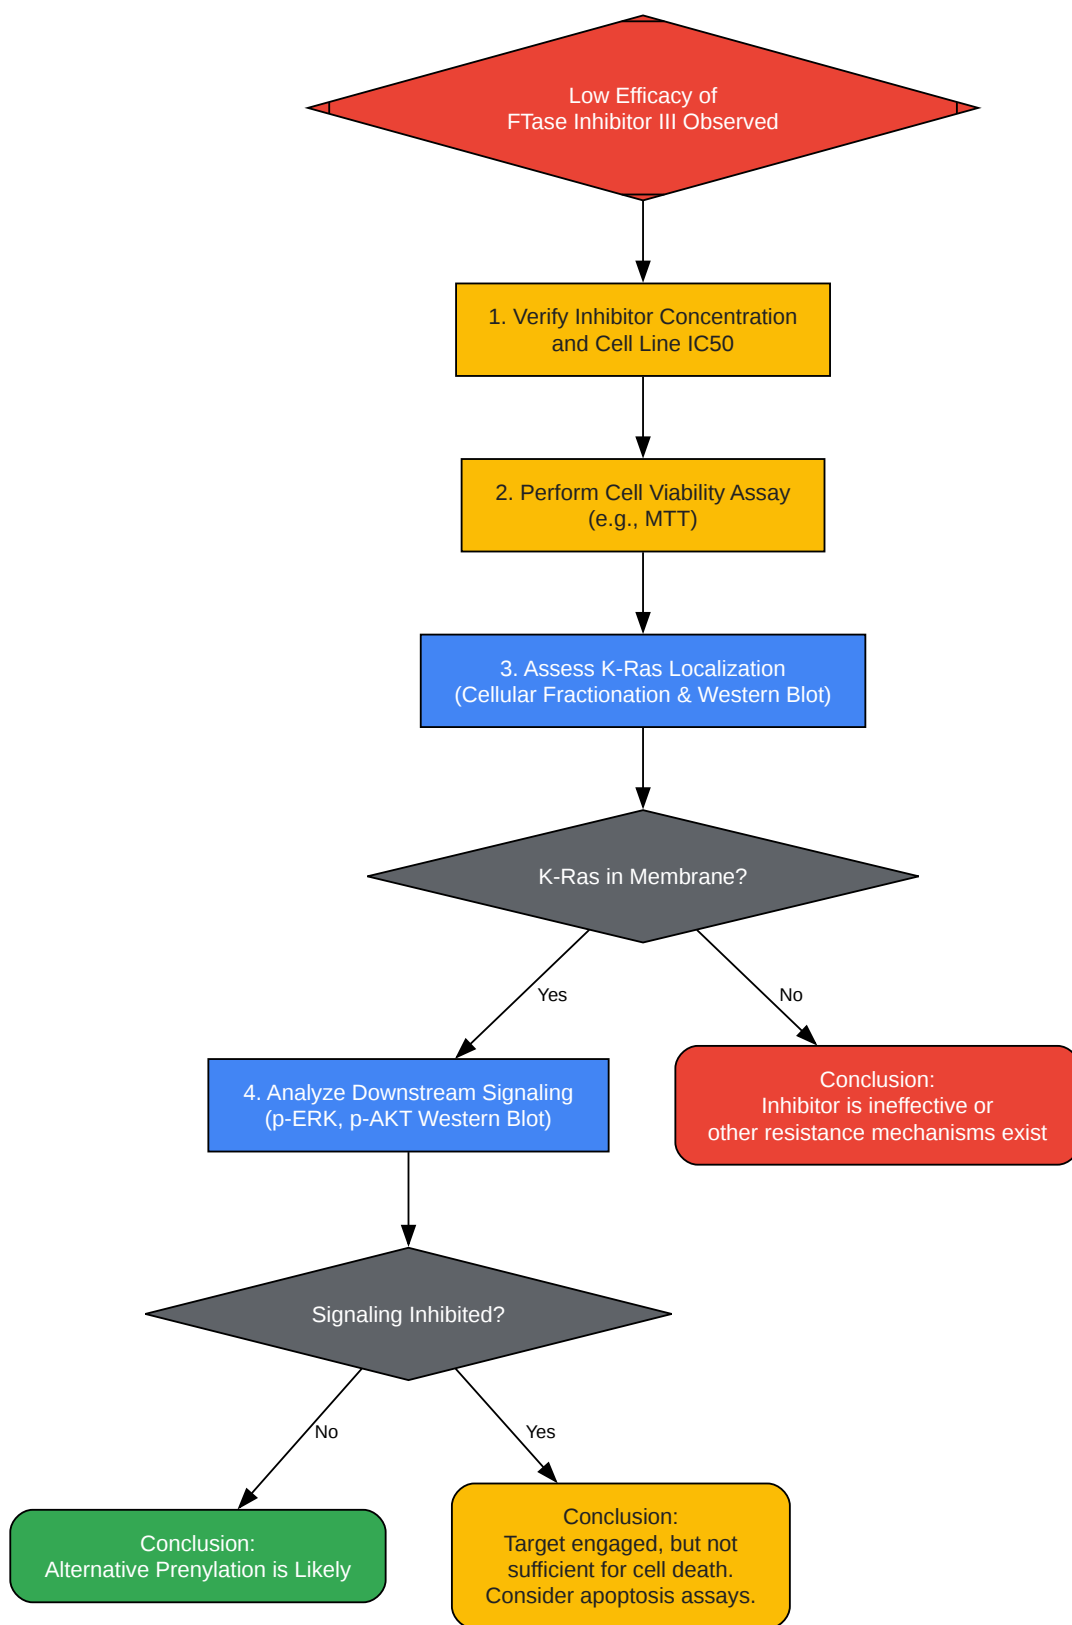 Low Efficacy of
FTase Inhibitor III Observed
1. Verify Inhibitor Concentration
and Cell Line IC50
2. Perform Cell Viability Assay
(e.g., MTT)
3. Assess K-Ras Localization
(Cellular Fractionation & Western Blot)
K-Ras in Membrane?
Yes
No
4. Analyze Downstream Signaling
(p-ERK, p-AKT Western Blot)
Conclusion:
Inhibitor is ineffective or
other resistance mechanisms exist
Signaling Inhibited?
No
Yes
Conclusion:
Alternative Prenylation is Likely
Conclusion:
Target engaged, but not
sufficient for cell death.
Consider apoptosis assays.